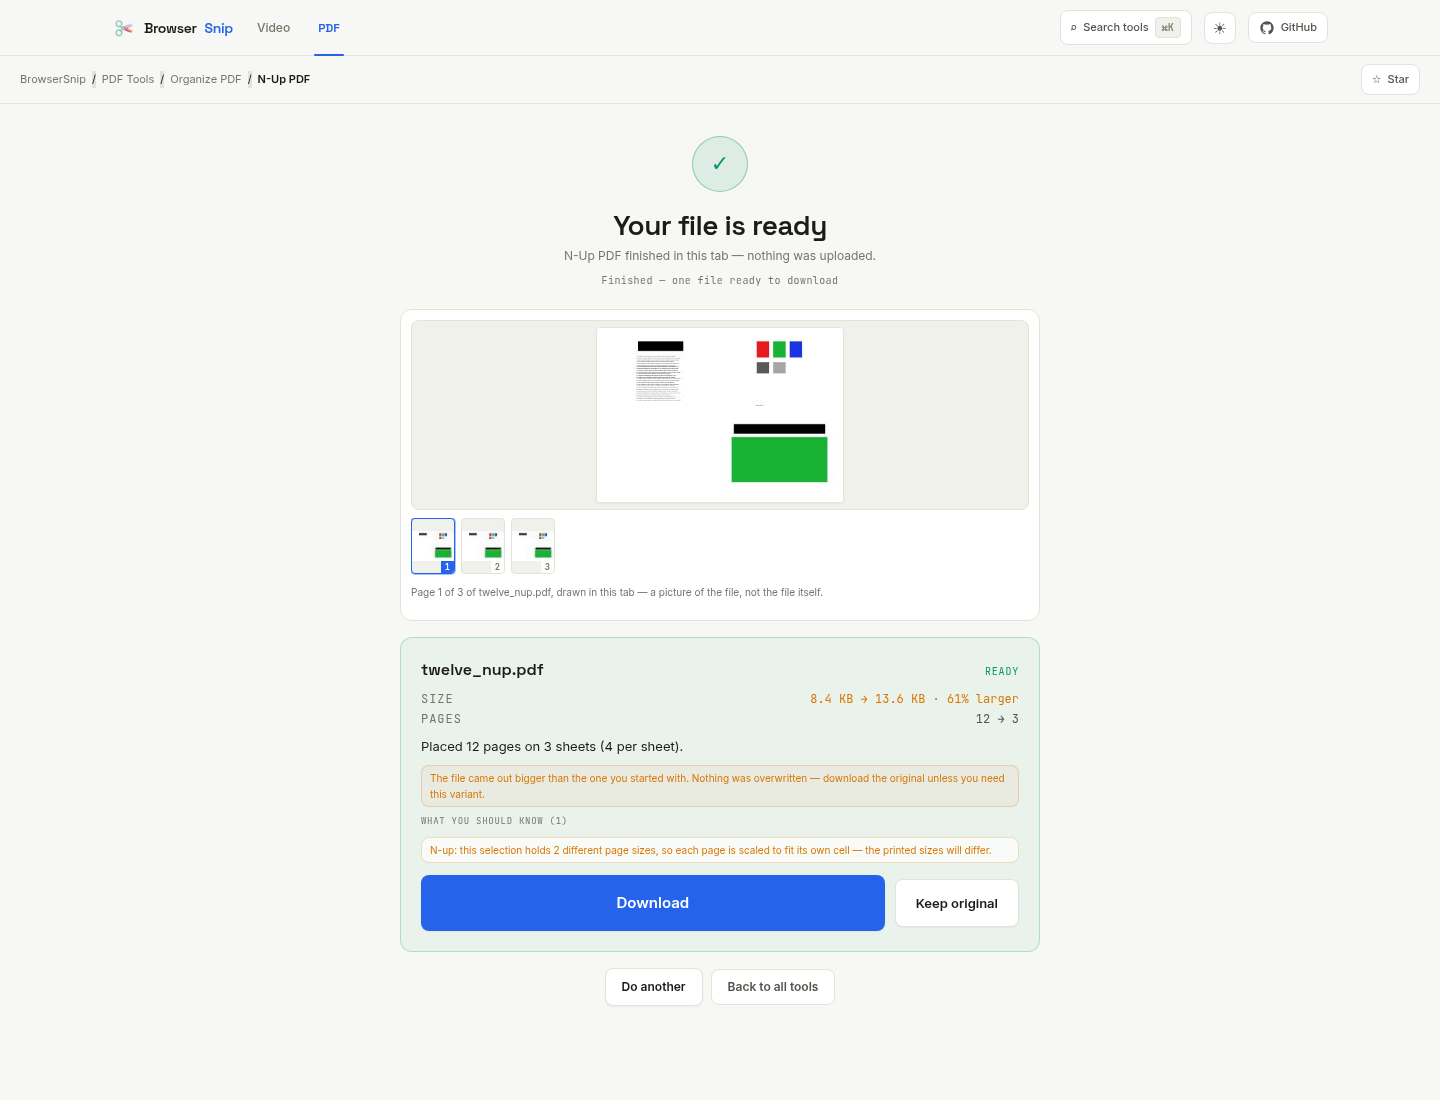 Browser Snip Video PDF Search tools ⌘K GitHub
BrowserSnip / PDF Tools / Organize PDF / N-Up PDF Star
Your file is ready
N-Up PDF finished in this tab — nothing was uploaded.
Finished — one file ready to download
1 2 3
Page 1 of 3 of twelve_nup.pdf, drawn in this tab — a picture of the file, not the file itself.
twelve_nup.pdf READY
SIZE 8.4 KB → 13.6 KB · 61% larger
PAGES 12 → 3
Placed 12 pages on 3 sheets (4 per sheet).
The file came out bigger than the one you started with. Nothing was overwritten — download the original unless you need
this variant.
WHAT YOU SHOULD KNOW (1)
N-up: this selection holds 2 different page sizes, so each page is scaled to fit its own cell — the printed sizes will differ.
Download Keep original
Do another Back to all tools